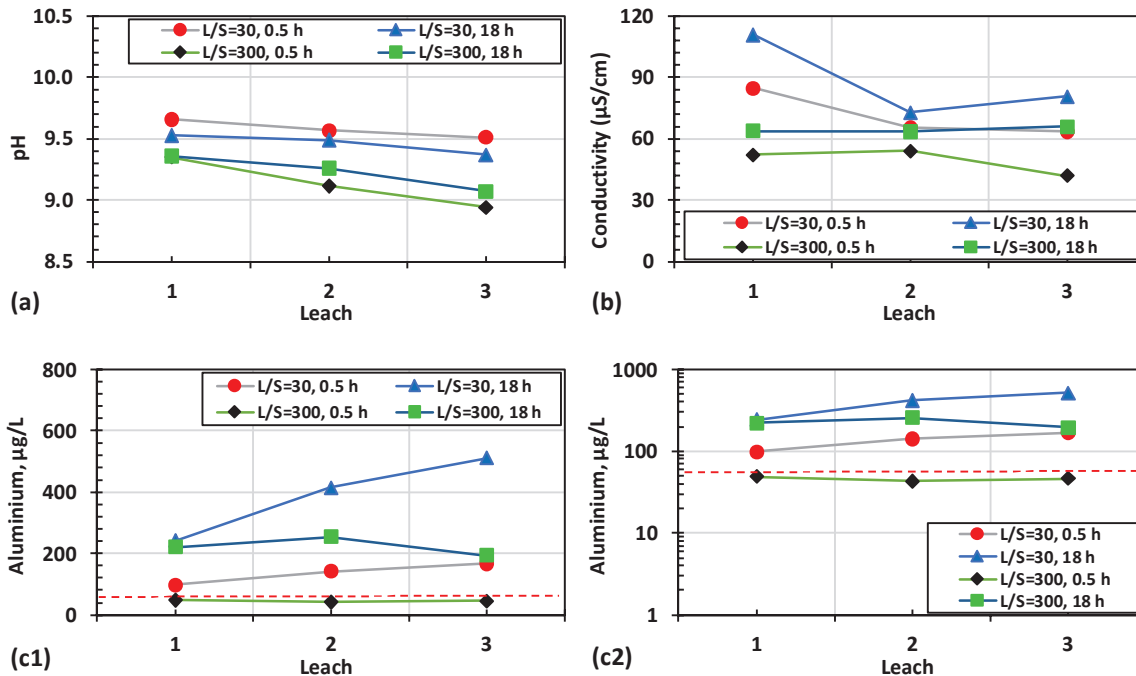 10.5
10.0
9.5
9.0
8.5
pH
L/S=30, 0.5 h
L/S=30, 18 h
L/S=300, 0.5 h
L/S=300, 18 h
1 2 3
Leach
(a)
120
90
60
30
0
Conductivity (µS/cm)
L/S=30, 0.5 h
L/S=30, 18 h
L/S=300, 0.5 h
L/S=300, 18 h
1 2 3
Leach
(b)
800
600
400
200
0
Aluminium, µg/L
L/S=30, 0.5 h
L/S=30, 18 h
L/S=300, 0.5 h
L/S=300, 18 h
1 2 3
Leach
(c1)
1000
100
10
1
Aluminium, µg/L
L/S=30, 0.5 h
L/S=30, 18 h
L/S=300, 0.5 h
L/S=300, 18 h
1 2 3
Leach
(c2)